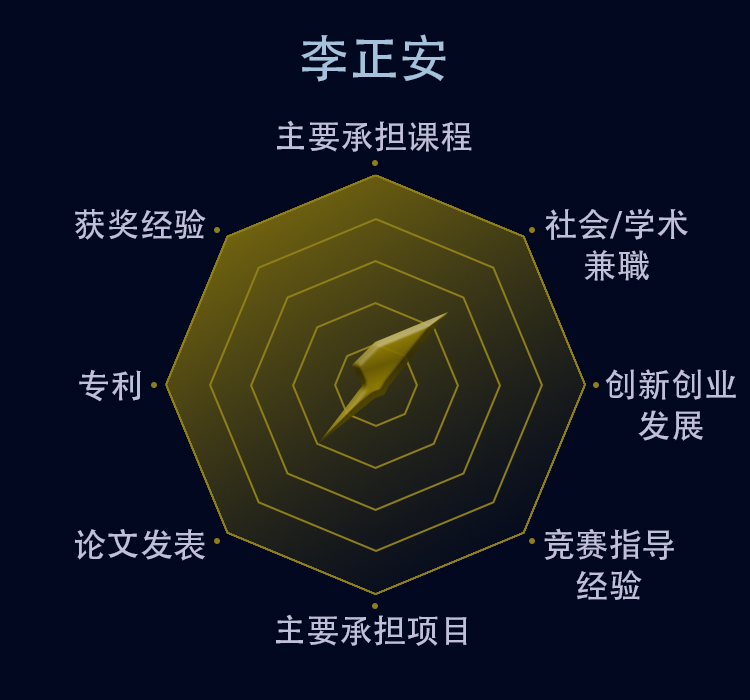 李正安
主要承担课程
获奖经验
社会/学术
兼職
专利
创新创业
发展
论文发表
竞赛指导
经验
主要承担项目